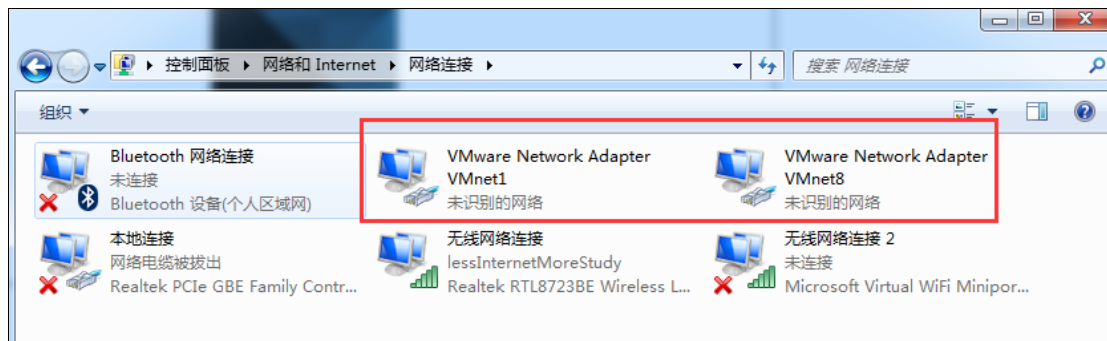 控制面板 网络和 Internet 网络连接
搜索 网络连接
组织
Bluetooth 网络连接
未连接
Bluetooth 设备(个人区域网)
VMware Network Adapter
VMnet1
未识别的网络
VMware Network Adapter
VMnet8
未识别的网络
本地连接
网络电缆被拔出
Realtek PCIe GBE Family Contr...
无线网络连接
lessInternetMoreStudy
Realtek RTL8723BE Wireless L...
无线网络连接 2
未连接
Microsoft Virtual WiFi Minipor...